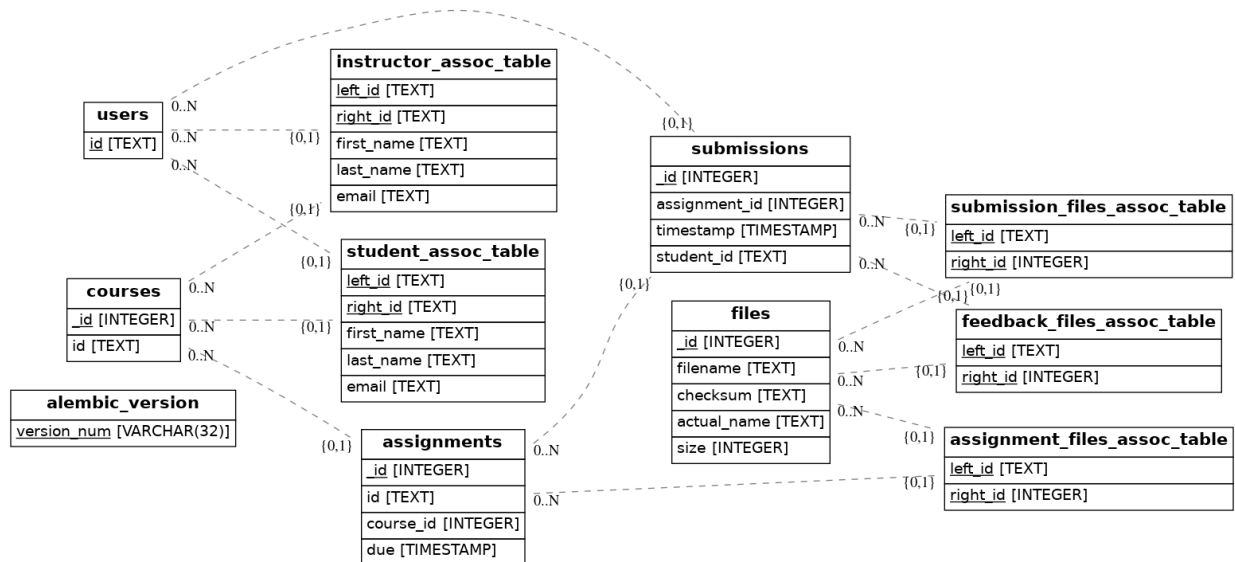 users
id [TEXT]
0..N
0..N
0..N
instructor_assoc_table
left_id [TEXT]
right_id [TEXT]
first_name [TEXT]
last_name [TEXT]
email [TEXT]
{0,1}
{0,1}
student_assoc_table
left_id [TEXT]
right_id [TEXT]
first_name [TEXT]
last_name [TEXT]
email [TEXT]
{0,1}
{0,1}
courses
_id [INTEGER]
id [TEXT]
0..N
0..N
0..N
alembic_version
version_num [VARCHAR(32)]
assignments
_id [INTEGER]
id [TEXT]
course_id [INTEGER]
due [TIMESTAMP]
{0,1}
0..N
0..N
submissions
_id [INTEGER]
assignment_id [INTEGER]
timestamp [TIMESTAMP]
student_id [TEXT]
{0,1}
{0,1}
0..N
0..N
files
_id [INTEGER]
filename [TEXT]
checksum [TEXT]
actual_name [TEXT]
size [INTEGER]
0..N
0..N
0..N
submission_files_assoc_table
left_id [TEXT]
right_id [INTEGER]
{0,1}
{0,1}
feedback_files_assoc_table
left_id [TEXT]
right_id [INTEGER]
{0,1}
{0,1}
assignment_files_assoc_table
left_id [TEXT]
right_id [INTEGER]
{0,1}
{0,1}